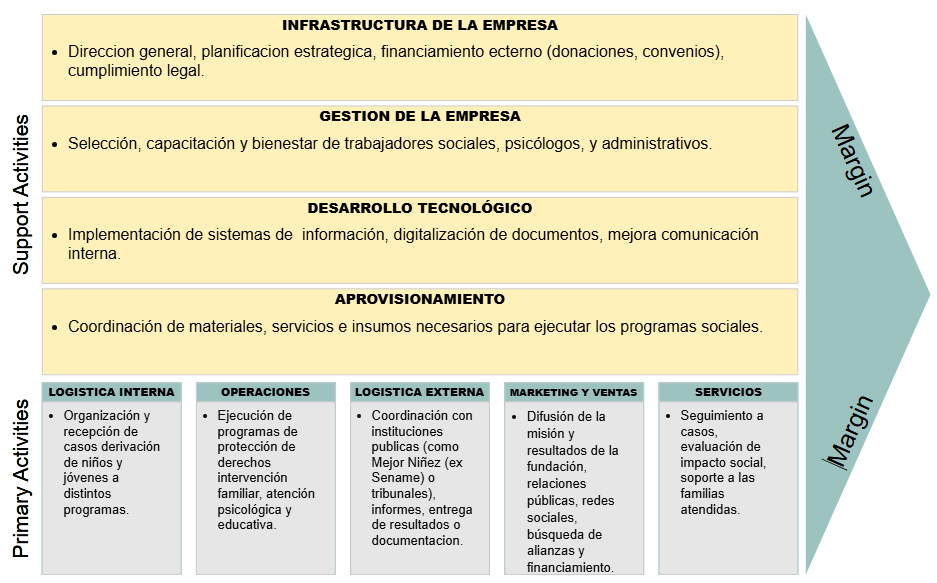 INFRASTRUCTURA DE LA EMPRESA
• Direccion general, planificacion estrategica, financiamiento ecterno (donaciones, convenios),
cumplimiento legal.
GESTION DE LA EMPRESA
• Selección, capacitación y bienestar de trabajadores sociales, psicólogos, y administrativos.
DESARROLLO TECNOLÓGICO
• Implementación de sistemas de  información, digitalización de documentos, mejora comunicación
interna.
APROVISIONAMIENTO
• Coordinación de materiales, servicios e insumos necesarios para ejecutar los programas sociales.
Support Activities
Margin
LOGISTICA INTERNA
• Organización y
recepción de
casos derivación
de niños y
jóvenes a
distintos
programas.
OPERACIONES
• Ejecución de
programas de
protección de
derechos
intervención
familiar, atención
psicológica y
educativa.
LOGISTICA EXTERNA
• Coordinación con
instituciones
publicas (como
Mejor Niñez (ex
Sename) o
tribunales),
informes, entrega
de resultados o
documentacion.
MARKETING Y VENTAS
• Difusión de la
misión y
resultados de la
fundación,
relaciones
públicas, redes
sociales,
búsqueda de
alianzas y
financiamiento.
SERVICIOS
• Seguimiento a
casos,
evaluación de
impacto social,
soporte a las
familias
atendidas.
Primary Activities
Margin